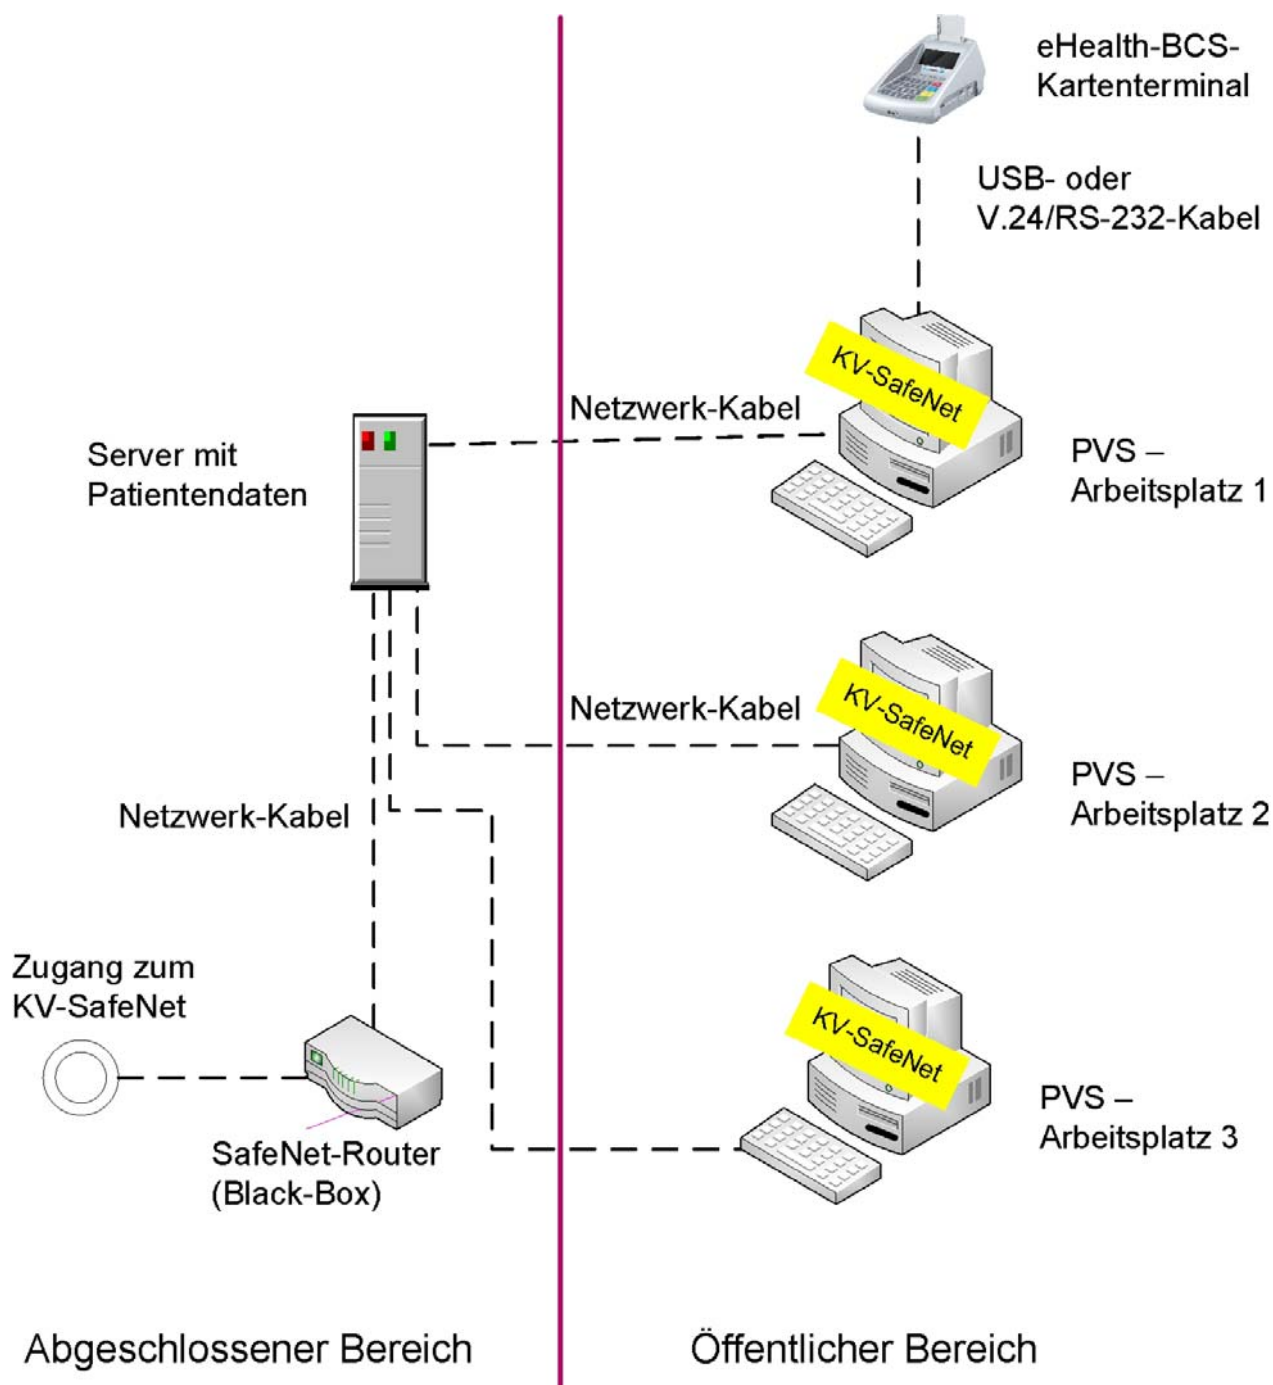 eHealth-BCS-
Kartenterminal
USB- oder
V.24/RS-232-Kabel
KV-SafeNet
Netzwerk-Kabel
Server mit
Patientendaten
PVS –
Arbeitsplatz 1
KV-SafeNet
Netzwerk-Kabel
PVS –
Arbeitsplatz 2
Netzwerk-Kabel
Zugang zum
KV-SafeNet
KV-SafeNet
PVS –
Arbeitsplatz 3
SafeNet-Router
(Black-Box)
Abgeschlossener Bereich
Öffentlicher Bereich